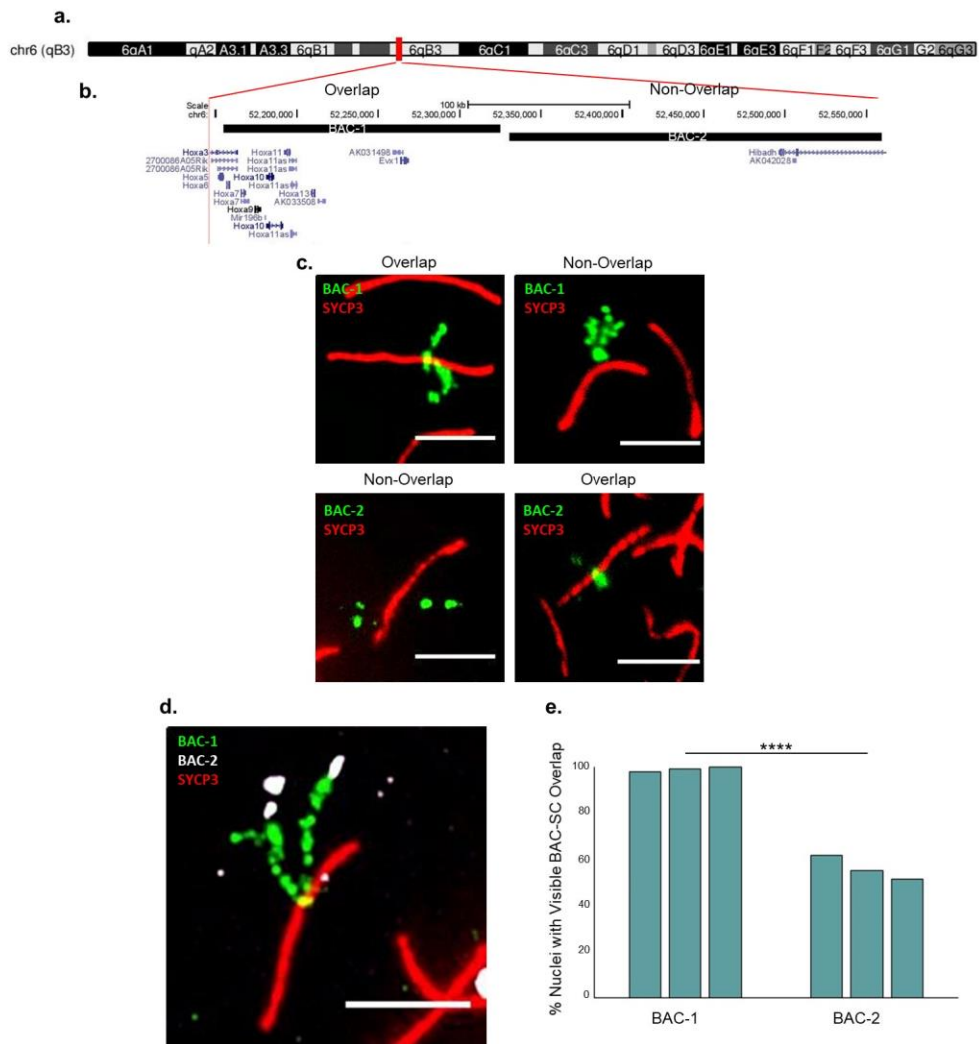 a.
chr6 (qB3) 6qA1 qA2 A3.1 A3.3 6qB1 6qB3 6qC1 6qC3 6qD1 6qD3 6qE1 6qE3 6qF1 F2 6qF3 6qG1 G2 6qG3
b.
Overlap Non-Overlap
Scale 100 kb
chr6: 52,200,000 52,250,000 52,300,000 52,350,000 52,400,000 52,450,000 52,500,000 52,550,000
BAC-1 BAC-2
Hoxa3 Hoxa11 AK031498 Hibadh
2700086A05Rik Hoxa11as Evx1 AK042028
2700086A05Rik Hoxa11as
Hoxa5 Hoxa10
Hoxa6 Hoxa11as
Hoxa7 Hoxa13
Hoxa7 AK033508
Hoxa9
Mir196b
Hoxa10
Hoxa11as
c.
Overlap Non-Overlap
BAC-1 BAC-1
SYCP3 SYCP3
Non-Overlap Overlap
BAC-2 BAC-2
SYCP3 SYCP3
d.
BAC-1
BAC-2
SYCP3
e.
% Nuclei with Visible BAC-SC Overlap
****
100
80
60
40
20
0
BAC-1 BAC-2